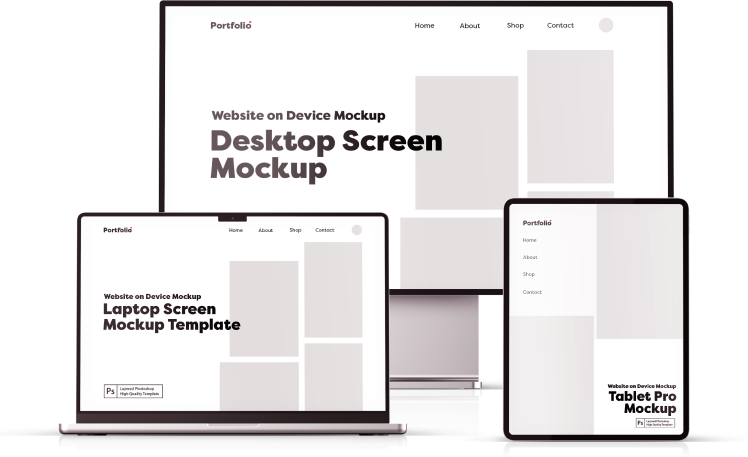 Portfolio
Home About Shop Contact
Website on Device Mockup
Desktop Screen
Mockup
Portfolio
Home About Shop Contact
Website on Device Mockup
Laptop Screen
Mockup Template
Ps Layered Photoshop
High Quality Template
Portfolio
Home
About
Shop
Contact
Website on Device Mockup
Tablet Pro
Mockup
Ps Layered Photoshop
High Quality Template